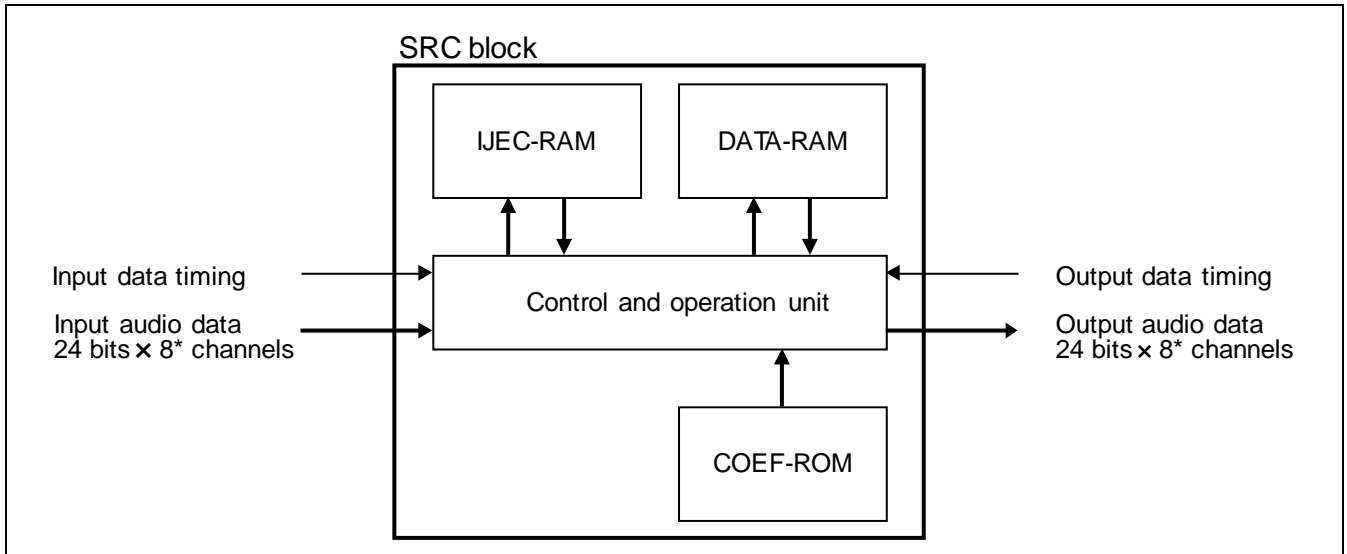 SRC block
IJEC-RAM
DATA-RAM
Input data timing
Input audio data
24 bits × 8* channels
Control and operation unit
Output data timing
Output audio data
24 bits × 8* channels
COEF-ROM